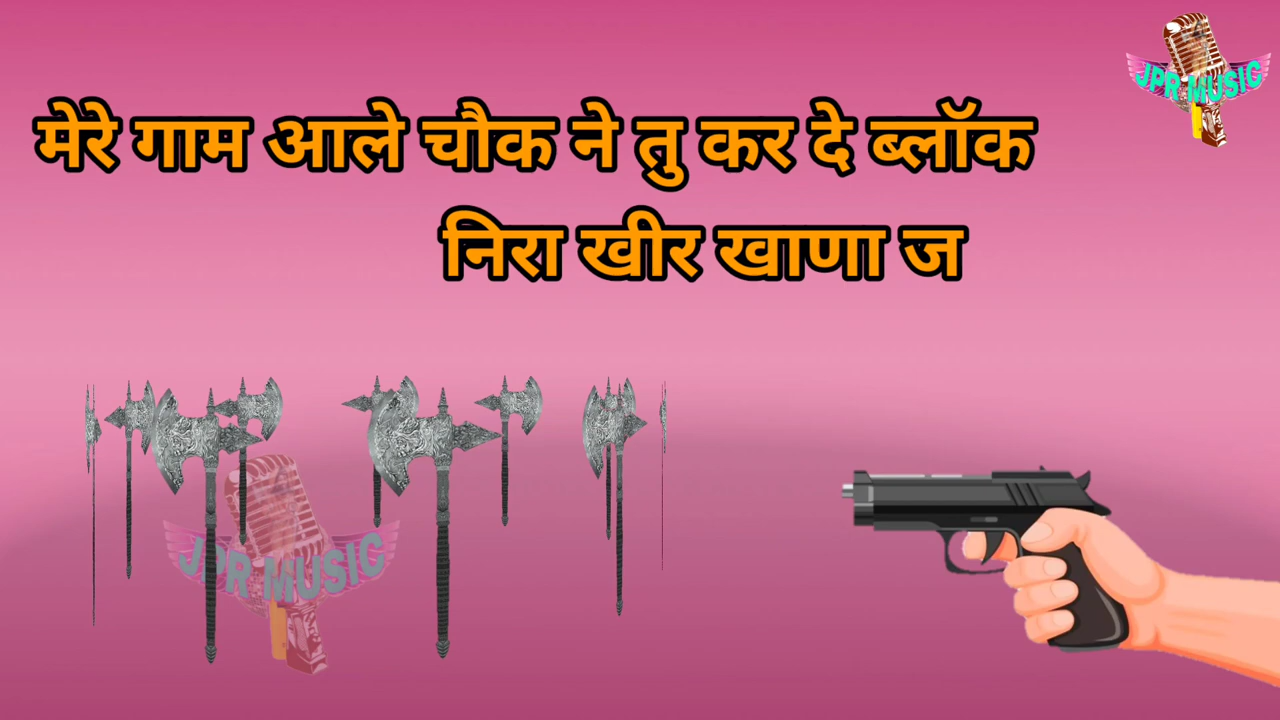 JPR MUSIC
मेरे गाम आले चौक ने तु कर दे ब्लॉक
निरा खीर खाणा ज
JPR MUSIC